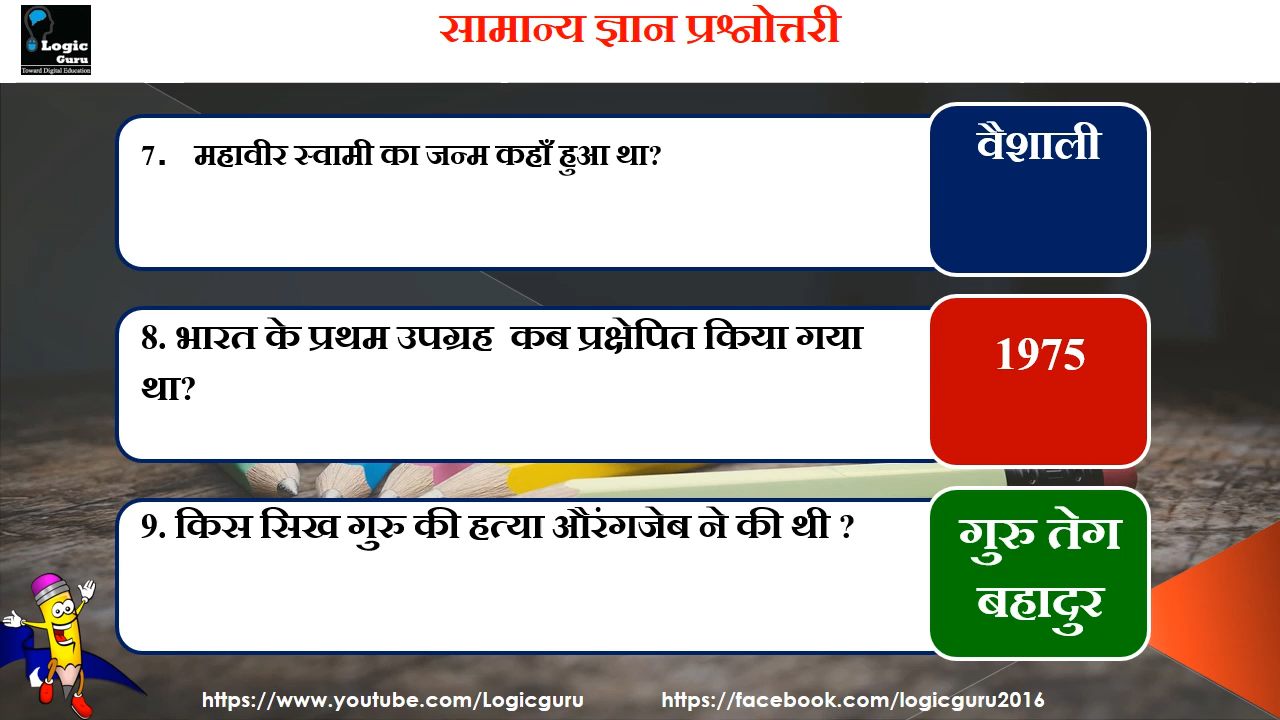 Logic
Guru
Toward Digital Education
सामान्य ज्ञान प्रश्नोत्तरी
7. महावीर स्वामी का जन्म कहाँ हुआ था?
वैशाली
8. भारत के प्रथम उपग्रह कब प्रक्षेपित किया गया
था?
1975
9. किस सिख गुरु की हत्या औरंगजेब ने की थी ?
गुरु तेग
बहादुर
https://www.youtube.com/Logicguru
https://facebook.com/logicguru2016